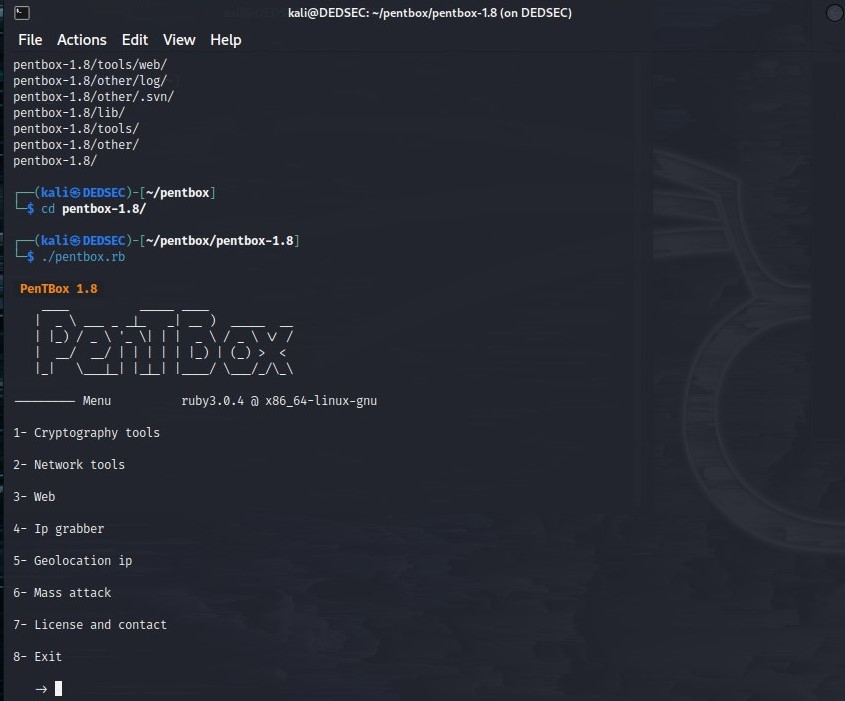 kali@DEDSEC: ~/pentbox/pentbox-1.8 (on DEDSEC)
File Actions Edit View Help
pentbox-1.8/tools/web/
pentbox-1.8/other/log/
pentbox-1.8/other/.svn/
pentbox-1.8/lib/
pentbox-1.8/tools/
pentbox-1.8/other/
pentbox-1.8/
┌──(kali㉿DEDSEC)-[~/pentbox]
└─$ cd pentbox-1.8/
┌──(kali㉿DEDSEC)-[~/pentbox/pentbox-1.8]
└─$ ./pentbox.rb
PenTBox 1.8
PenTBox
──────── Menu ruby3.0.4 @ x86_64-linux-gnu
1- Cryptography tools
2- Network tools
3- Web
4- Ip grabber
5- Geolocation ip
6- Mass attack
7- License and contact
8- Exit
→